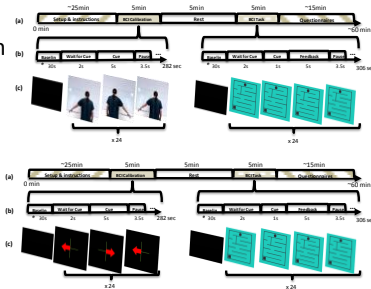 ~25min 5min 5min 5min ~15min
(a) Setup & instructions BCI Calibration Rest BCI Task Questionnaires
0 min ~60 min
(b) Baseline Wait for Cue Cue Pause ... Baseline Wait for Cue Cue Feedback Pause ...
30s 2s 5s 3.5s 282 sec 30s 2s 1s 5s 3.5s 306 sec
(c)
x 24 x 24
~25min 5min 5min 5min ~15min
(a) Setup & instructions BCI Calibration Rest BCI Task Questionnaires
0 min ~60 min
(b) Baseline Wait for Cue Cue Pause ... Baseline Wait for Cue Cue Feedback Pause ...
30s 2s 5s 3.5s 282 sec 30s 2s 1s 5s 3.5s 306 sec
(c)
x 24 x 24